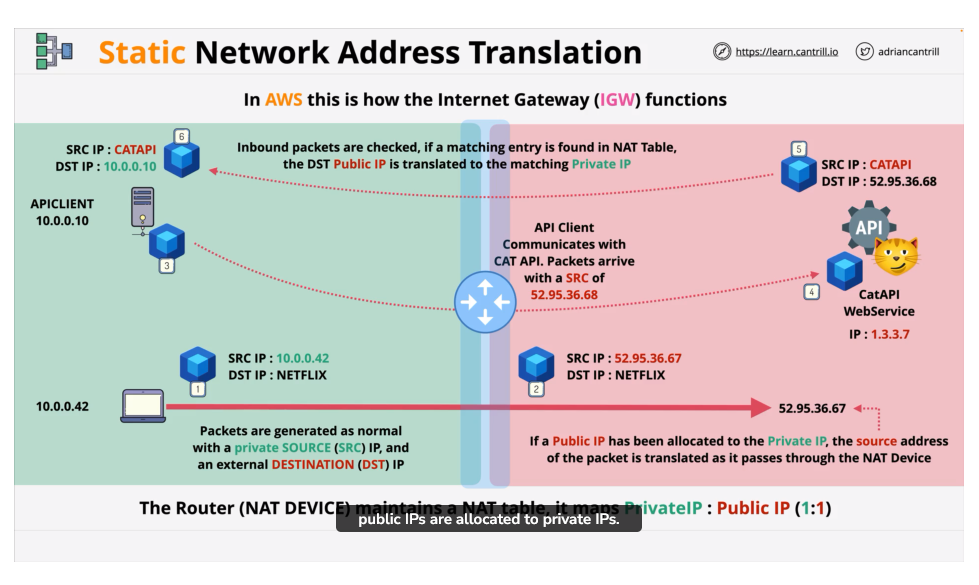 Static Network Address Translation
https://learn.cantrill.io
adriancantrill
In AWS this is how the Internet Gateway (IGW) functions
6
SRC IP : CATAPI
DST IP : 10.0.0.10
Inbound packets are checked, if a matching entry is found in NAT Table,
the DST Public IP is translated to the matching Private IP
5
SRC IP : CATAPI
DST IP : 52.95.36.68
APICLIENT
10.0.0.10
3
API Client
Communicates with
CAT API. Packets arrive
with a SRC of
52.95.36.68
API
4
CatAPI
WebService
IP : 1.3.3.7
1
SRC IP : 10.0.0.42
DST IP : NETFLIX
2
SRC IP : 52.95.36.67
DST IP : NETFLIX
10.0.0.42
52.95.36.67
Packets are generated as normal
with a private SOURCE (SRC) IP, and
an external DESTINATION (DST) IP
If a Public IP has been allocated to the Private IP, the source address
of the packet is translated as it passes through the NAT Device
The Router (NAT DEVICE) maintains a NAT table, it maps PrivateIP : Public IP (1:1)
public IPs are allocated to private IPs.